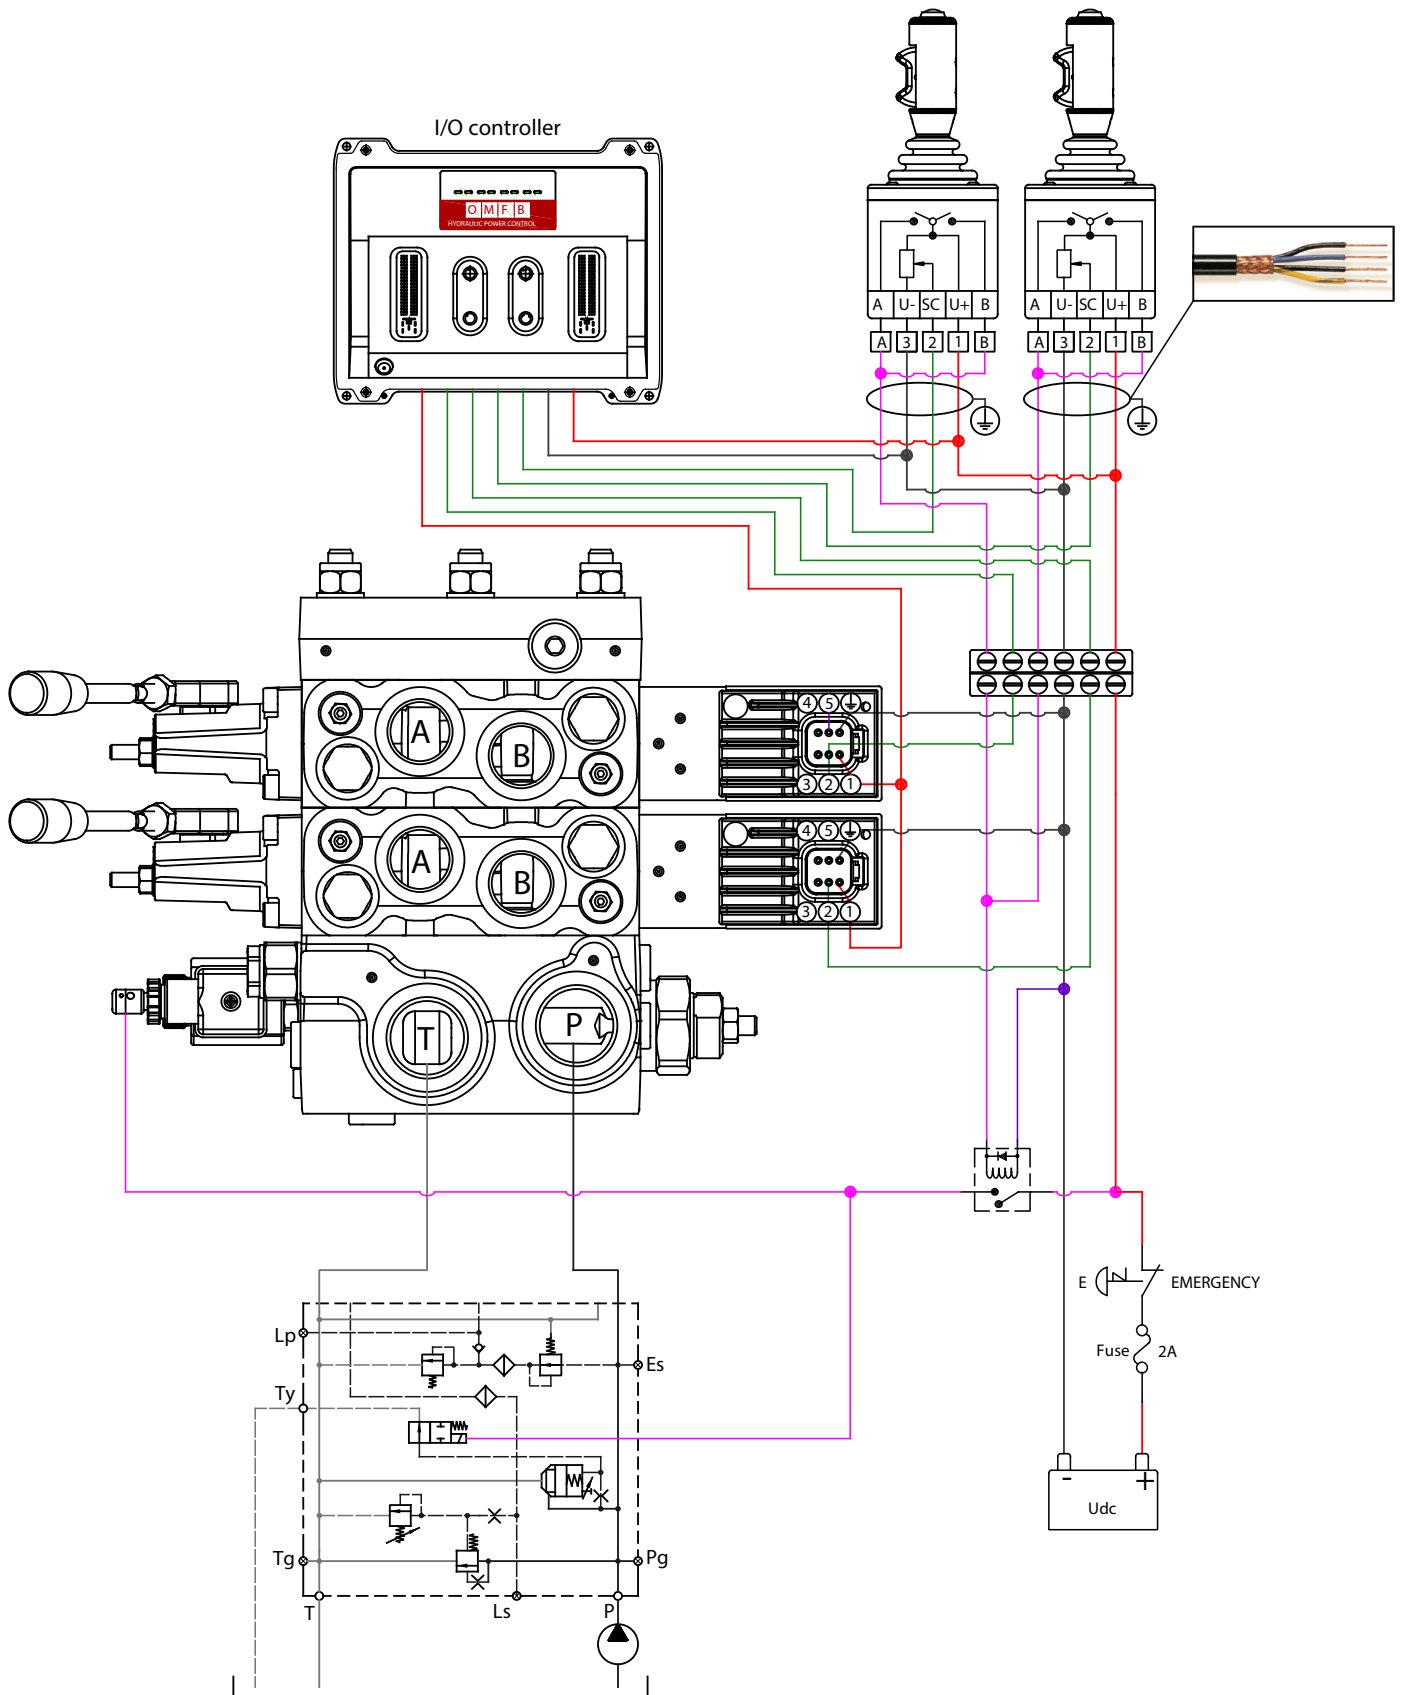 I/O controller
O M F B
HYDRAULIC POWER CONTROL
A U- SC U+ B
A U- SC U+ B
A 3 2 1 B
A 3 2 1 B
4 5
A
B
3 2 1
4 5
A
B
3 2 1
T
P
E
EMERGENCY
Fuse
2A
Lp
Es
Ty
- +
Udc
Tg
Pg
T
Ls
P